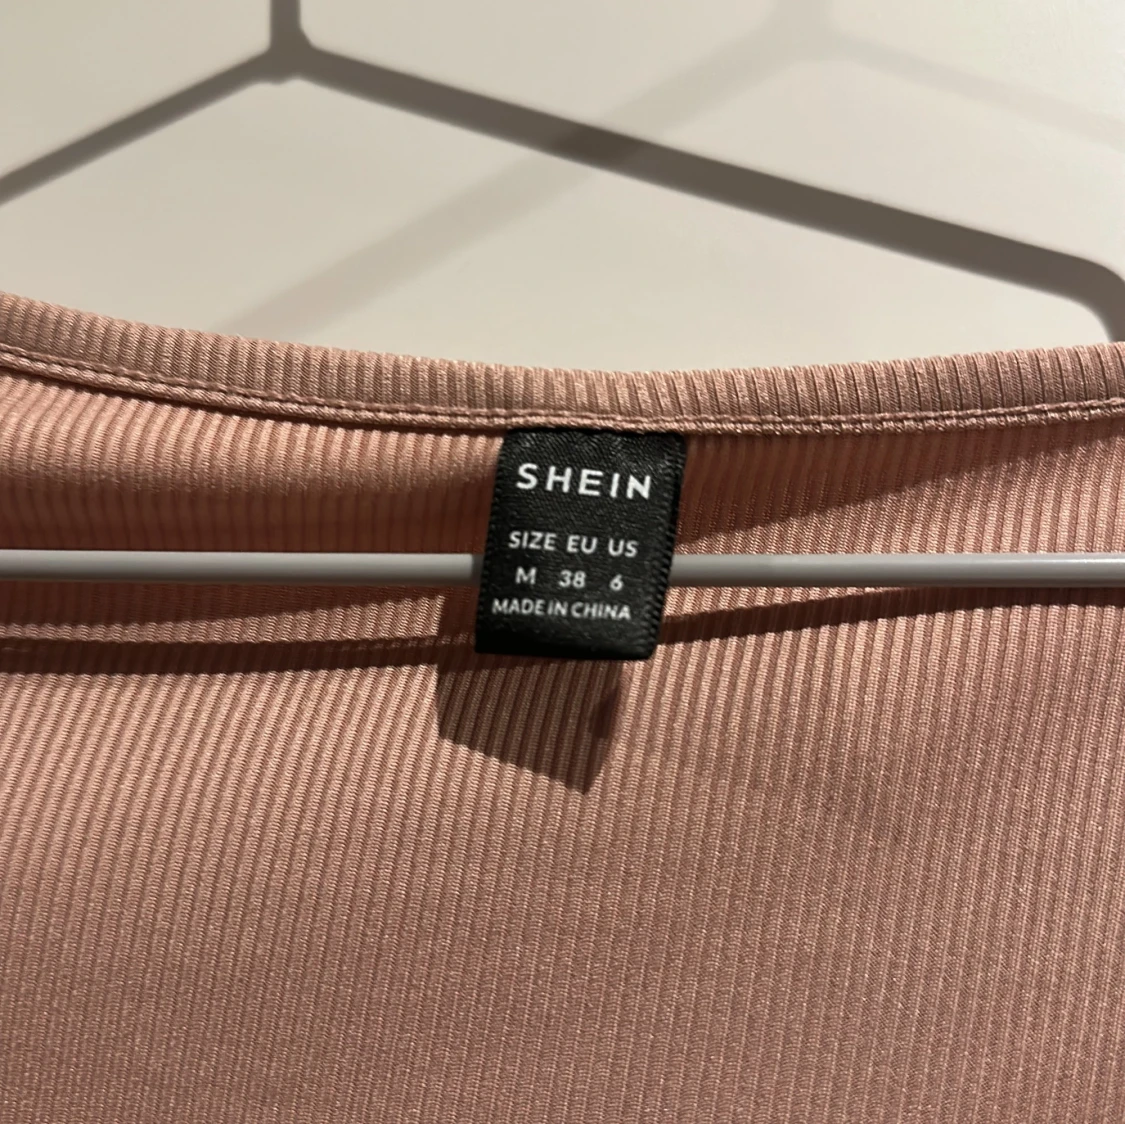 SHEIN
SIZE EU US
M 38 6
MADE IN CHINA